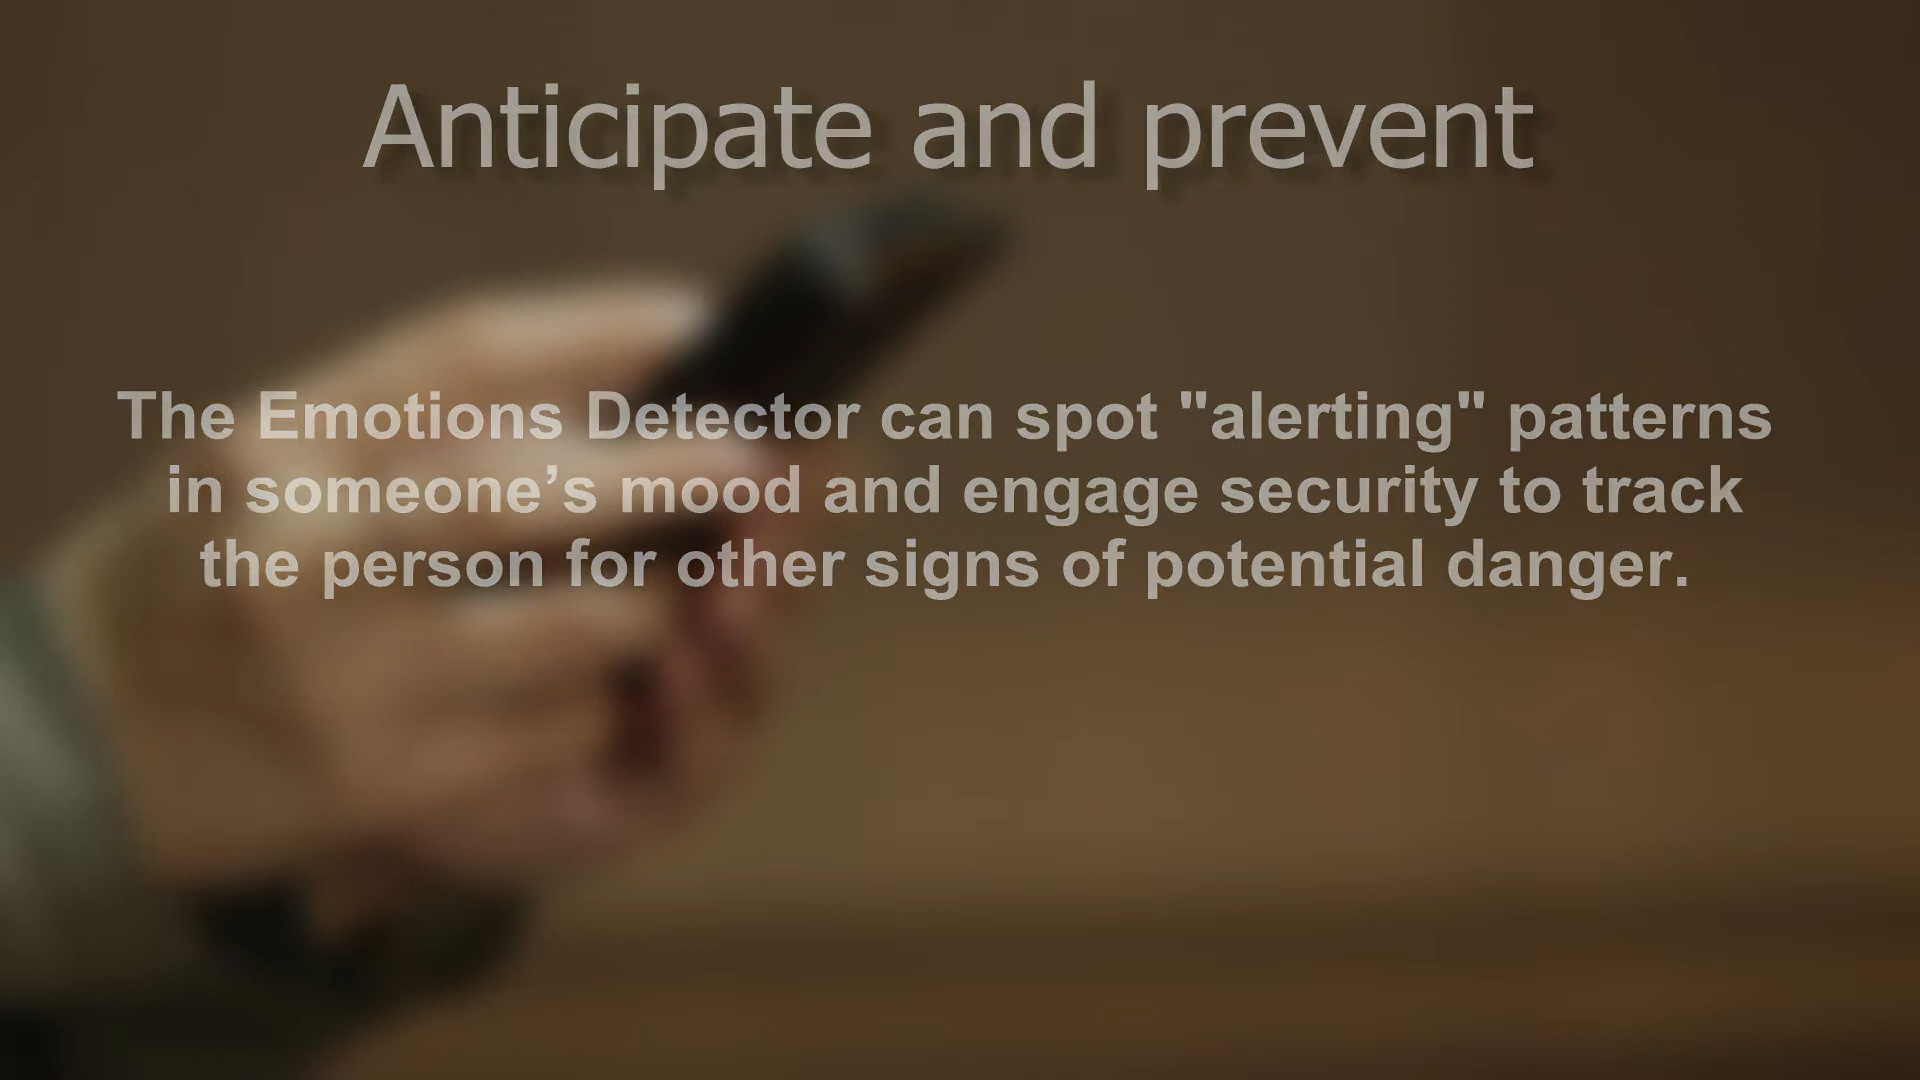 Anticipate and prevent
The Emotions Detector can spot "alerting" patterns
in someone’s mood and engage security to track
the person for other signs of potential danger.